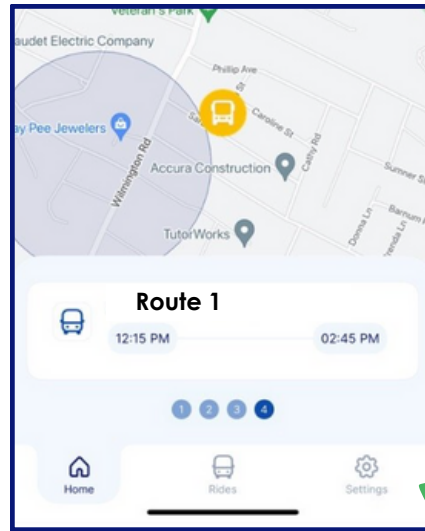 Veteran's Park
audet Electric Company
Phillip Ave
St
ay Pee Jewelers
Caroline St
Wilmington Rd
Accura Construction
Cathy Rd
Sumner S
TutorWorks
Donna Ln
Barnum
renda Ln
Route 1
12:15 PM
02:45 PM
1 2 3 4
Home
Rides
Settings